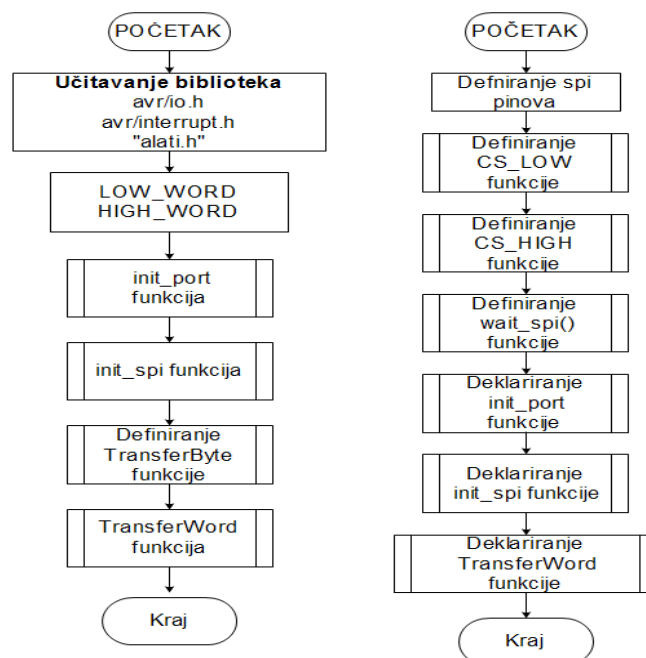 POČETAK
Učitavanje biblioteka
avr/io.h
avr/interrupt.h
"alati.h"
LOW_WORD
HIGH_WORD
init_port
funkcija
init_spi funkcija
Definiranje
TransferByte
funkcije
TransferWord
funkcija
Kraj
POČETAK
Defniranje spi
pinova
Definiranje
CS_LOW
funkcije
Definiranje
CS_HIGH
funkcije
Definiranje
wait_spi()
funkcije
Deklariranje
init_port
funkcije
Deklariranje
init_spi funkcije
Deklariranje
TransferWord
funkcije
Kraj